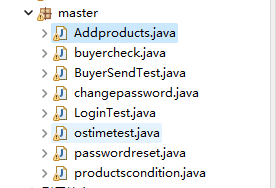 master
Addproducts.java
buyercheck.java
BuyerSendTest.java
changepassword.java
LoginTest.java
ostimetest.java
passwordreset.java
productscondition.java